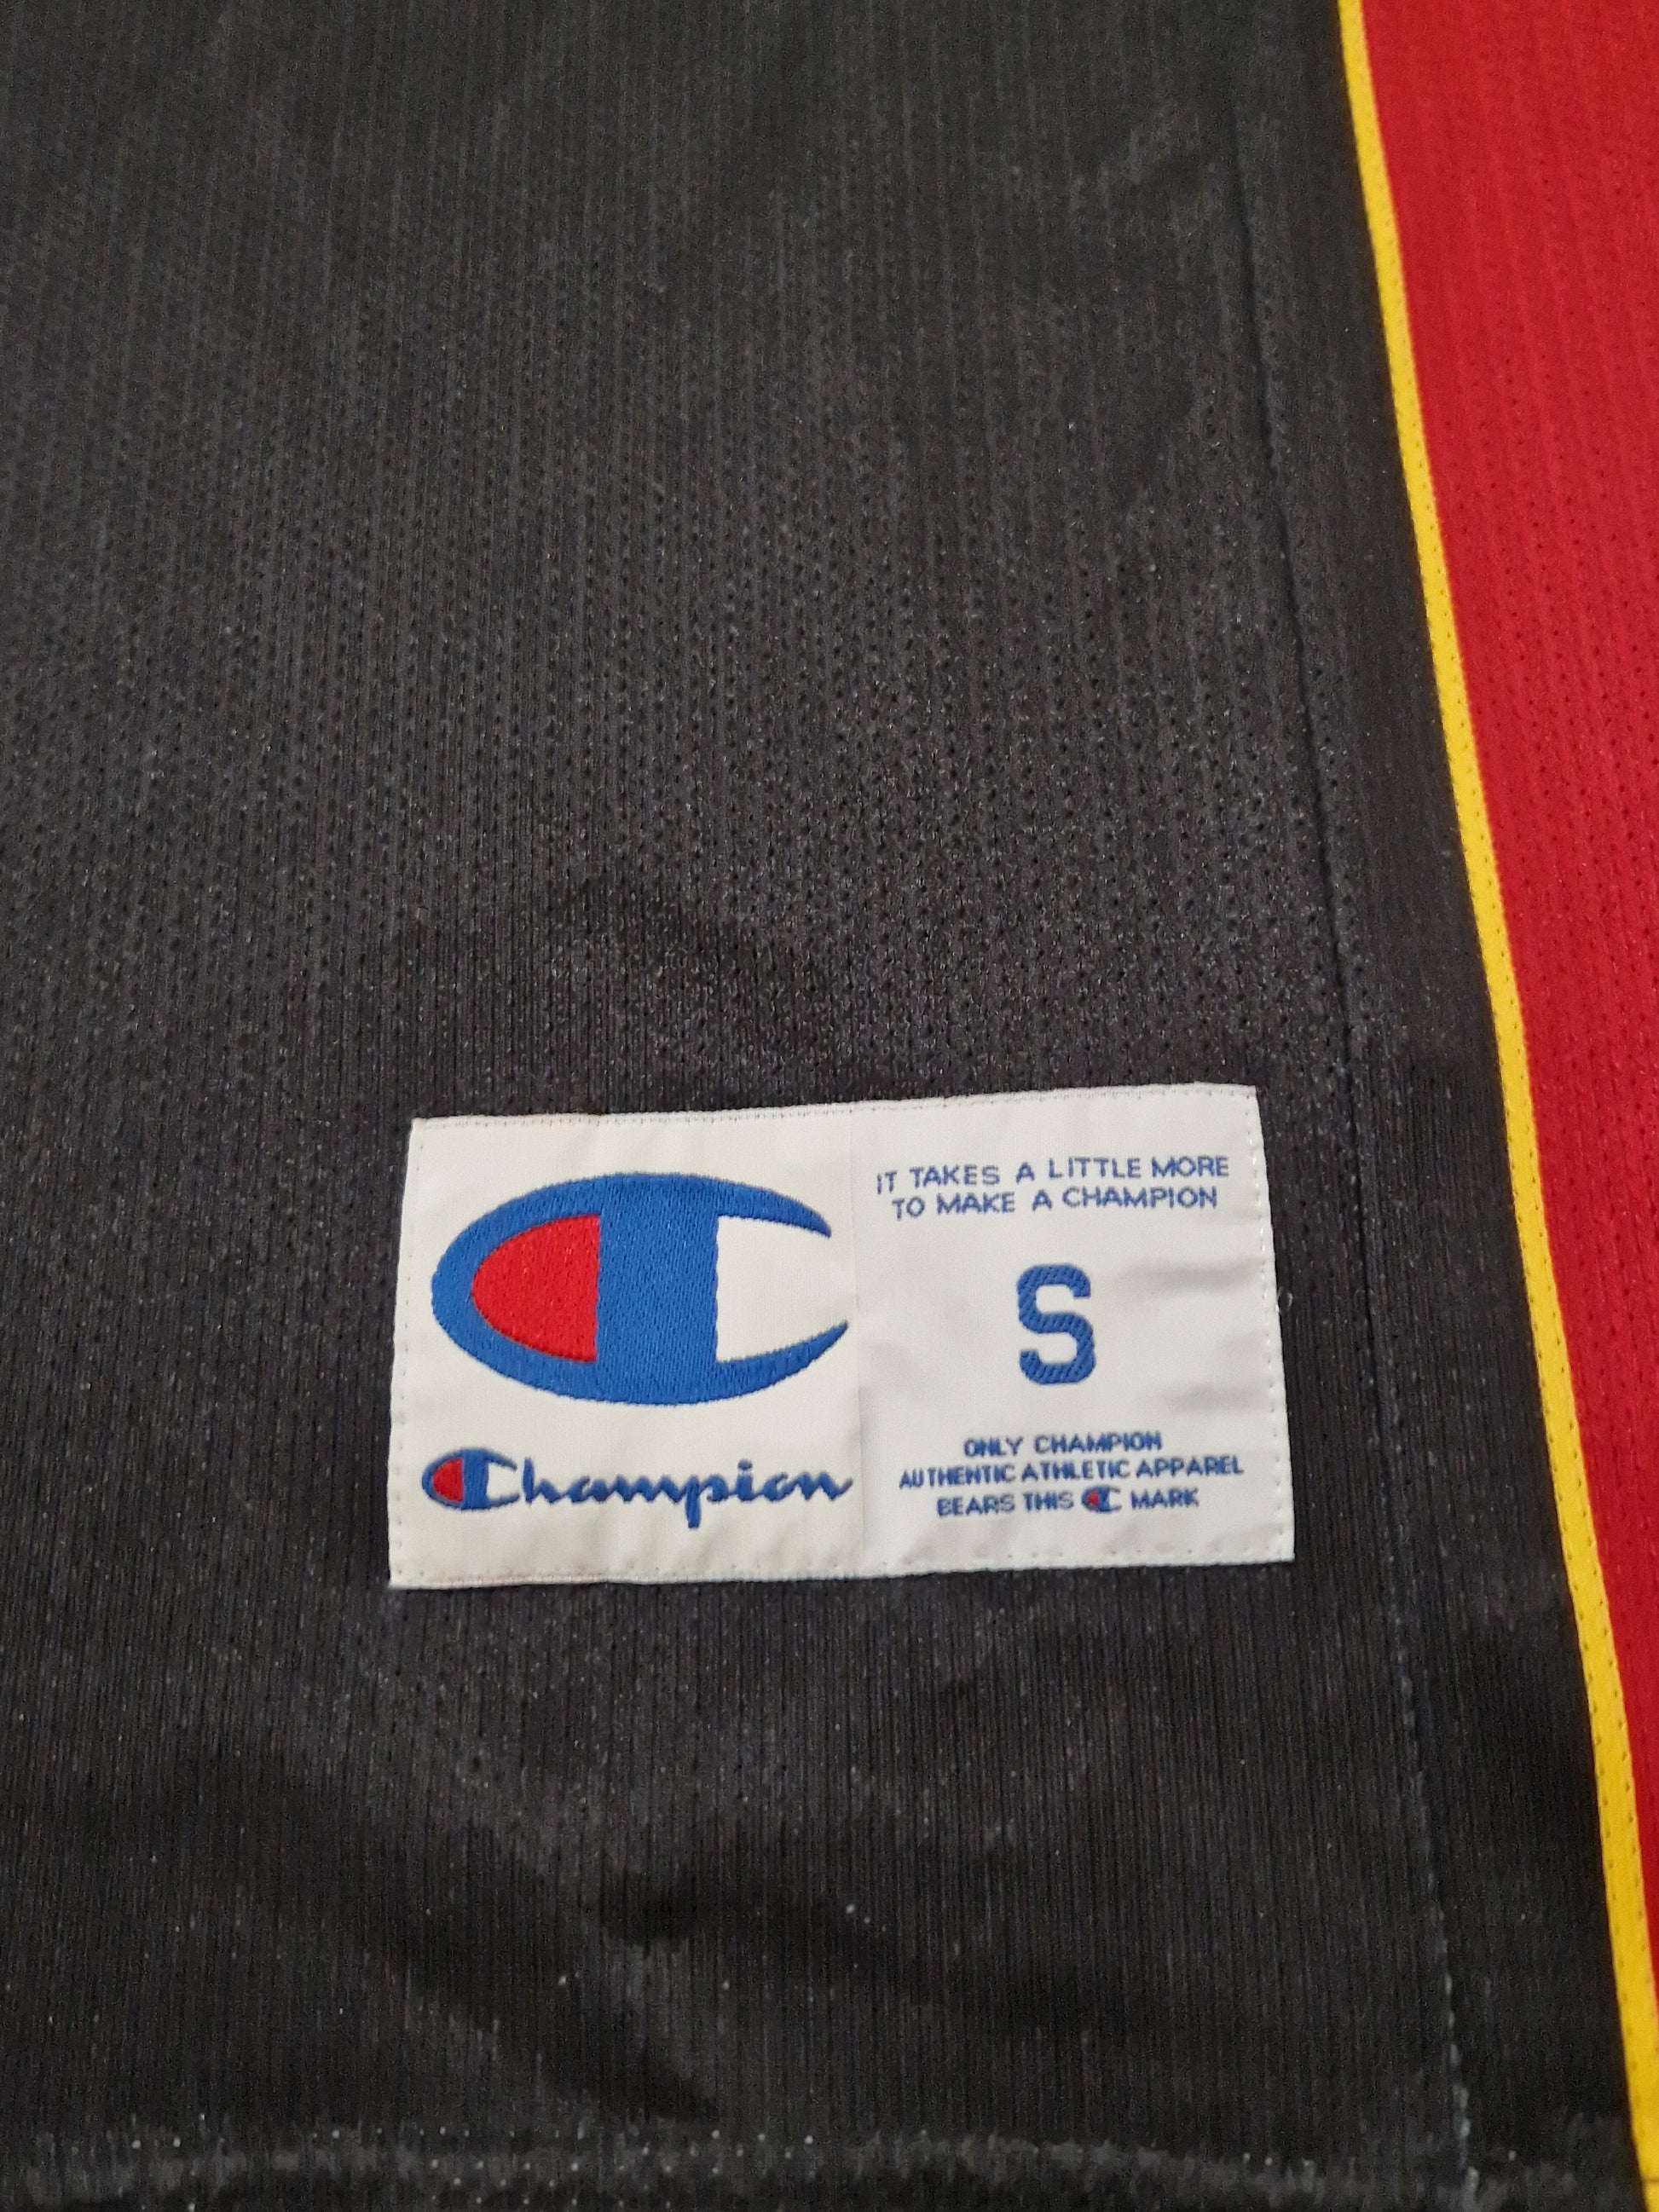 Champion
IT TAKES A LITTLE MORE
TO MAKE A CHAMPION
S
ONLY CHAMPION
AUTHENTIC ATHLETIC APPAREL
BEARS THIS C MARK